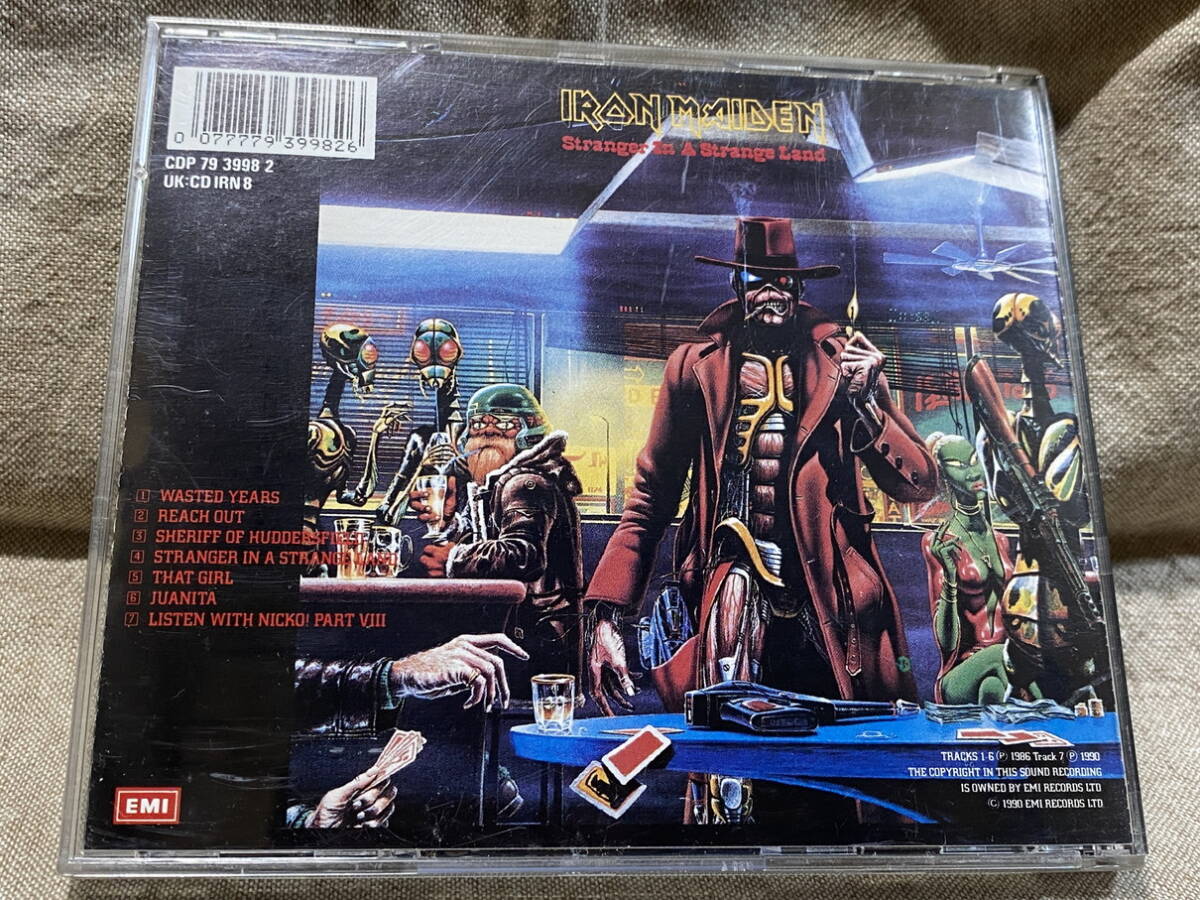 0 077779 399826
CDP 79 3998 2
UK:CD IRN 8
IRON MAIDEN
Stranger In A Strange Land
1 WASTED YEARS
2 REACH OUT
3 SHERIFF OF HUDDERSFIELD
4 STRANGER IN A STRANGE LAND
5 THAT GIRL
6 JUANITA
7 LISTEN WITH NICKO! PART VIII
EMI
TRACKS 1-6 ℗ 1986 Track 7 ℗ 1990
THE COPYRIGHT IN THIS SOUND RECORDING
IS OWNED BY EMI RECORDS LTD
© 1990 EMI RECORDS LTD